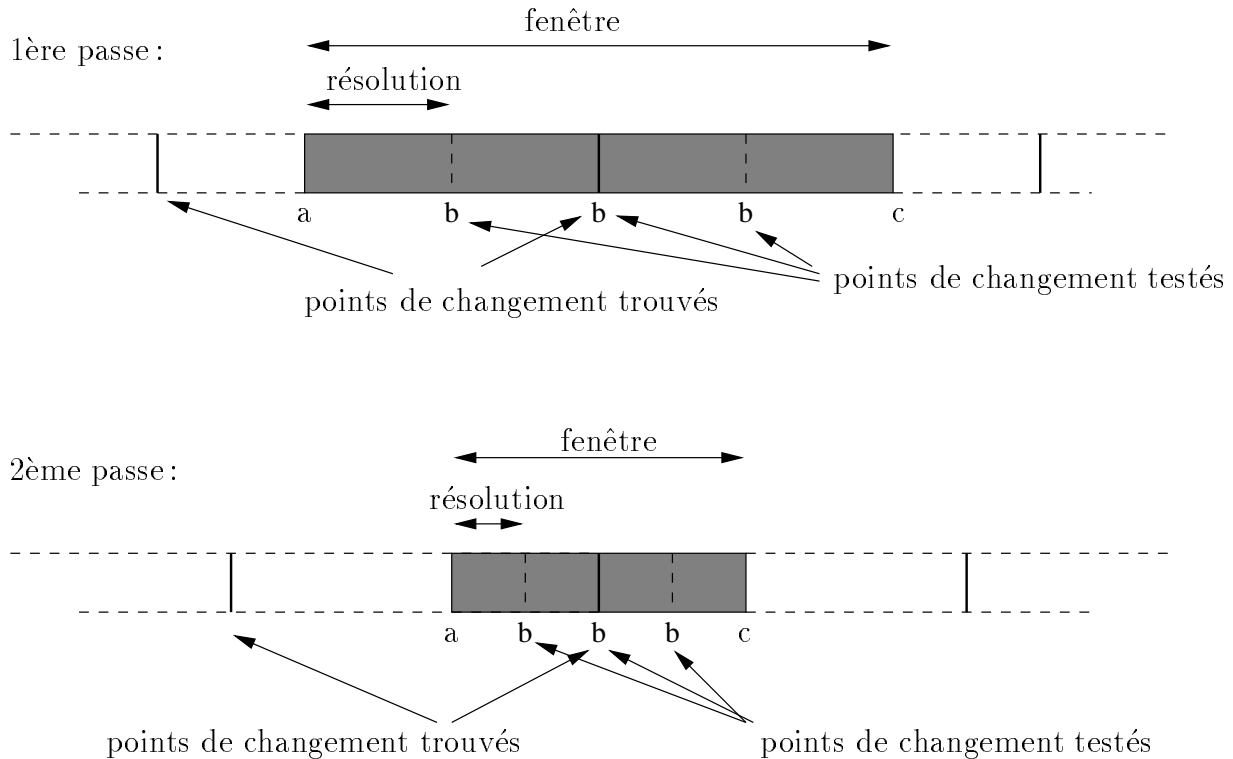 fenêtre
1ère passe :
résolution
a b b b c
points de changement testés
points de changement trouvés
fenêtre
2ème passe :
résolution
a b b b c
points de changement trouvés points de changement testés